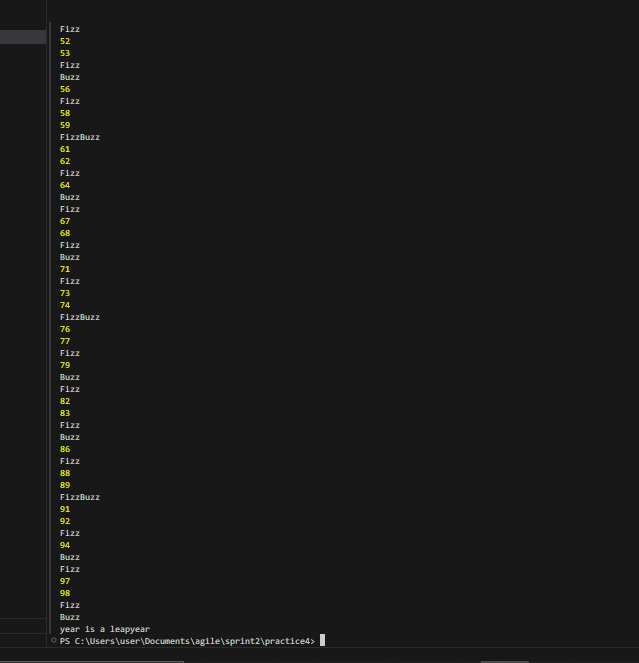 Fizz
52
53
Fizz
Buzz
56
Fizz
58
59
FizzBuzz
61
62
Fizz
64
Buzz
Fizz
67
68
Fizz
Buzz
71
Fizz
73
74
FizzBuzz
76
77
Fizz
79
Buzz
Fizz
82
83
Fizz
Buzz
86
Fizz
88
89
FizzBuzz
91
92
Fizz
94
Buzz
Fizz
97
98
Fizz
Buzz
year is a leapyear
PS C:\Users\user\Documents\agile\sprint2\practice4>